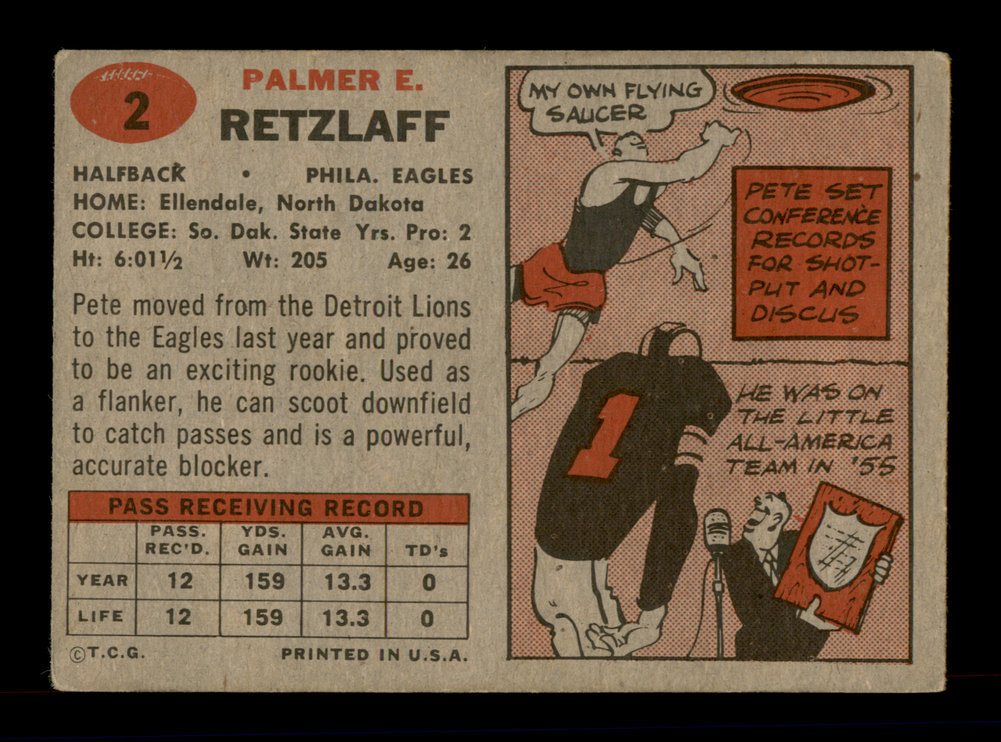 2
PALMER E.
RETZLAFF
HALFBACK • PHILA. EAGLES
HOME: Ellendale, North Dakota
COLLEGE: So. Dak. State Yrs. Pro: 2
Ht: 6:01½ Wt: 205 Age: 26
Pete moved from the Detroit Lions
to the Eagles last year and proved
to be an exciting rookie. Used as
a flanker, he can scoot downfield
to catch passes and is a powerful,
accurate blocker.
PASS RECEIVING RECORD
PASS. REC'D. YDS. GAIN AVG. GAIN TD's
YEAR 12 159 13.3 0
LIFE 12 159 13.3 0
©T.C.G. PRINTED IN U.S.A.
MY OWN FLYING
SAUCER
PETE SET
CONFERENCE
RECORDS
FOR SHOT-
PUT AND
DISCUS
1
HE WAS ON
THE LITTLE
ALL-AMERICA
TEAM IN '55